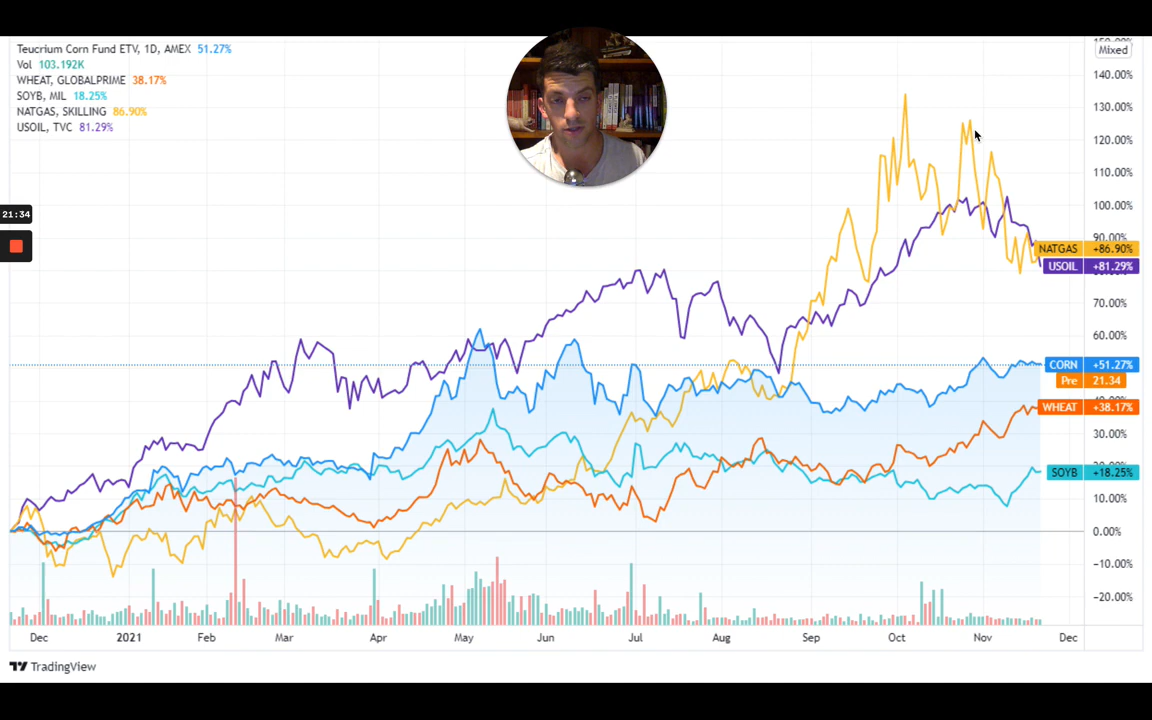 Teucrium Corn Fund ETV, 1D, AMEX 51.27%
Vol 103.192K
WHEAT, GLOBALPRIME 38.17%
SOYB, MIL 18.25%
NATGAS, SKILLING 86.90%
USOIL, TVC 81.29%
21:34
Mixed
140.00%
130.00%
120.00%
110.00%
100.00%
90.00%
NATGAS +86.90%
USOIL +81.29%
70.00%
60.00%
CORN +51.27%
Pre 21.34
WHEAT +38.17%
30.00%
SOYB +18.25%
10.00%
0.00%
−10.00%
−20.00%
Dec 2021 Feb Mar Apr May Jun Jul Aug Sep Oct Nov Dec
TradingView